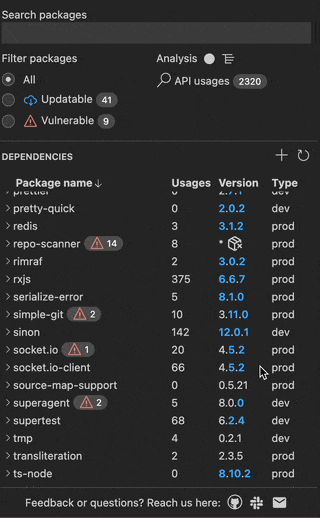 Search packages
Filter packages Analysis
All API usages 2320
Updatable 41
Vulnerable 9
DEPENDENCIES
Package name Usages Version Type
prettier 0 2.7.1 dev
pretty-quick 0 2.0.2 dev
redis 3 3.1.2 prod
repo-scanner 14 8 * prod
rimraf 2 3.0.2 prod
rxjs 375 6.6.7 prod
serialize-error 5 8.1.0 prod
simple-git 2 10 3.11.0 prod
sinon 142 12.0.1 dev
socket.io 1 20 4.5.2 prod
socket.io-client 66 4.5.2 prod
source-map-support 0 0.5.21 prod
superagent 2 5 8.0.0 prod
supertest 68 6.2.4 dev
tmp 4 0.2.1 dev
transliteration 2 2.3.5 prod
ts-node 0 8.10.2 prod
Feedback or questions? Reach us here: